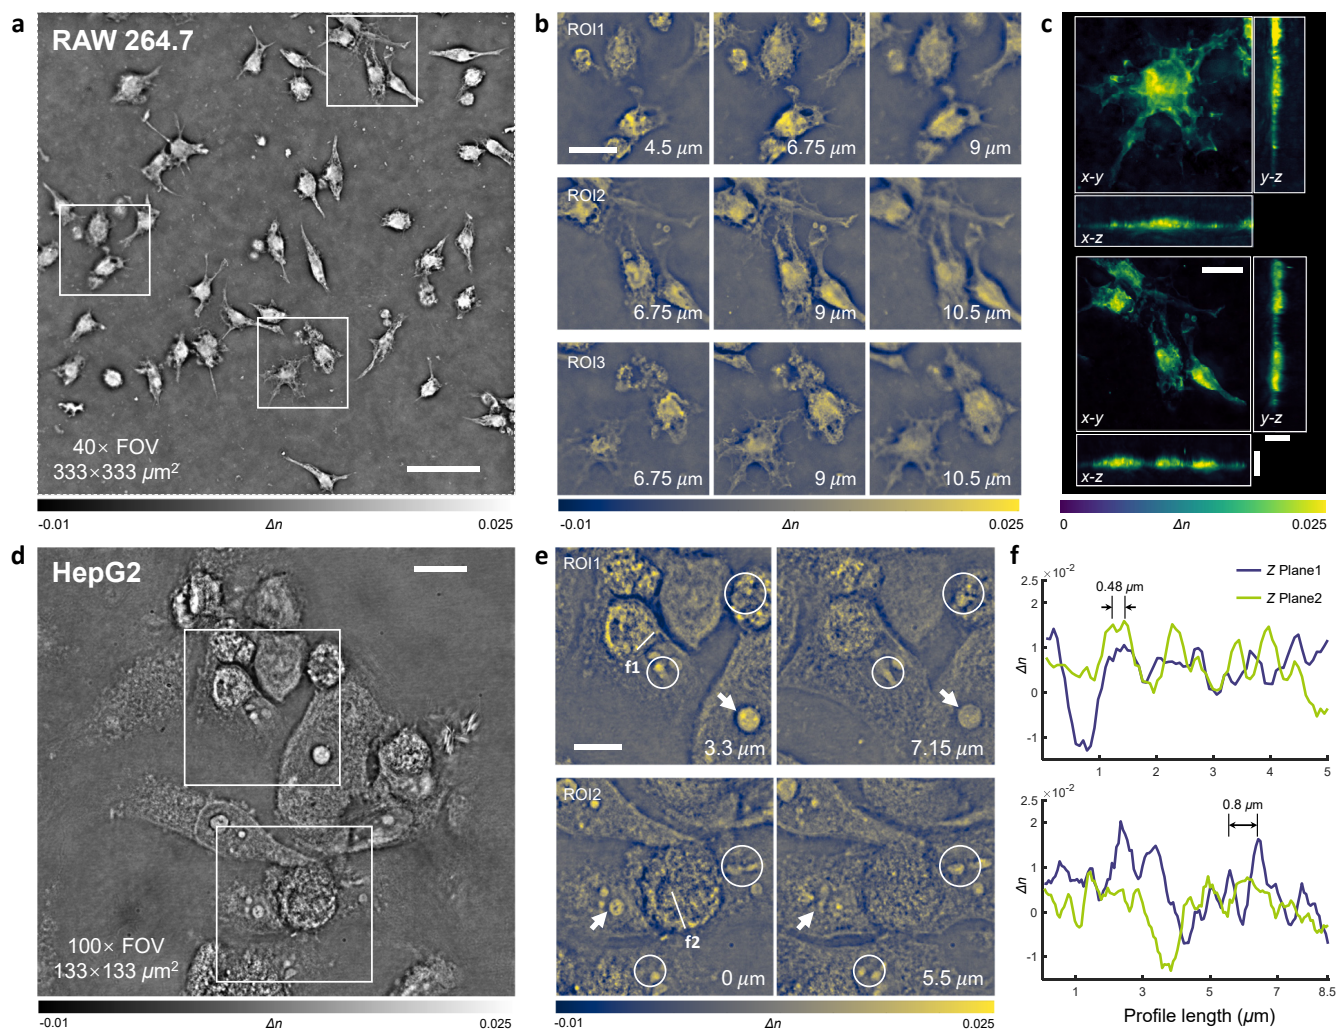 a
RAW 264.7
40× FOV
333×333 µm²
-0.01
Δn
0.025
b
ROI1
4.5 µm
6.75 µm
9 µm
ROI2
6.75 µm
9 µm
10.5 µm
ROI3
6.75 µm
9 µm
10.5 µm
-0.01
Δn
0.025
c
x-y
y-z
x-z
x-y
y-z
x-z
0
Δn
0.025
d
HepG2
100× FOV
133×133 µm²
-0.01
Δn
0.025
e
ROI1
f1
3.3 µm
7.15 µm
ROI2
f2
0 µm
5.5 µm
-0.01
Δn
0.025
f
×10⁻²
2.5
2
1
0
-1
Δn
0.48 µm
Z Plane1
Z Plane2
1
2
3
4
5
×10⁻²
2.5
2
1
0
-1
Δn
0.8 µm
1
3
5
7
8.5
Profile length (µm)